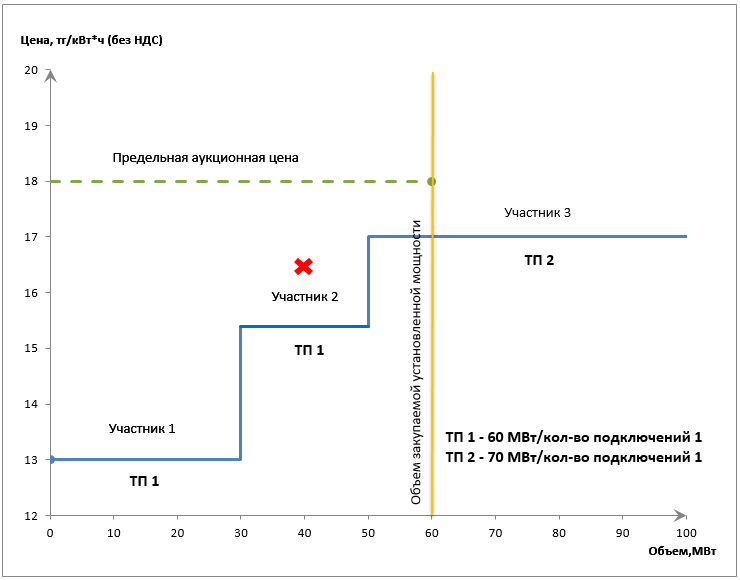 Цена, тг/кВт*ч (без НДС)
20
19
Предельная аукционная цена
18
Участник 3
17
ТП 2
16
Участник 2
15
ТП 1
14
Участник 1
13
ТП 1
12
Объем закупаемой установленной мощности
ТП 1 - 60 МВт/кол-во подключений 1
ТП 2 - 70 МВт/кол-во подключений 1
0 10 20 30 40 50 60 70 80 90 100
Объем,МВт